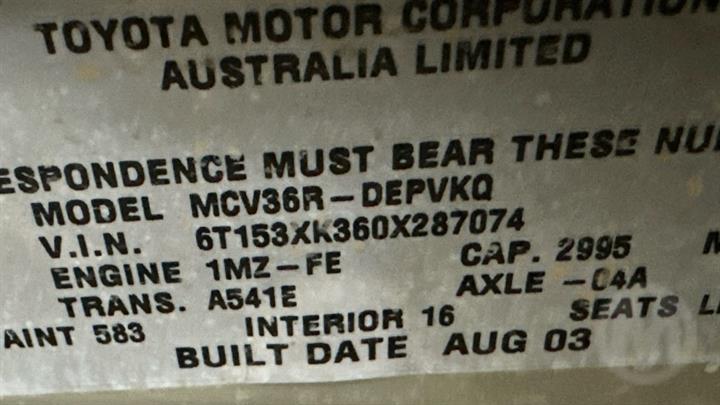 TOYOTA MOTOR CORPORATION
AUSTRALIA LIMITED
ESPONDENCE MUST BEAR THESE NU
MODEL MCV36R-DEPVKQ
V.I.N. 6T153XK360X287074
ENGINE 1MZ-FE CAP. 2995
TRANS. A541E AXLE -C4A
AINT 583 INTERIOR 16 SEATS L
BUILT DATE AUG 03